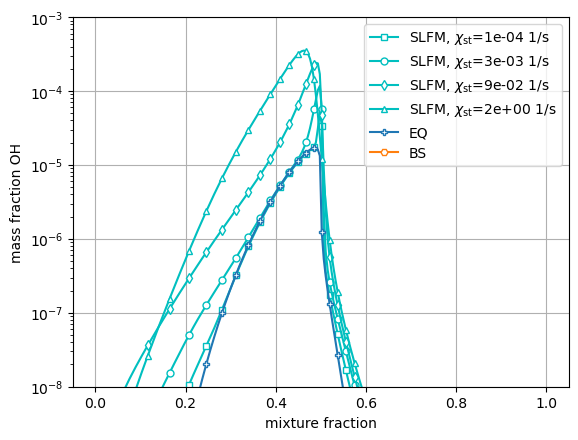 10⁻³
10⁻⁴
10⁻⁵
10⁻⁶
10⁻⁷
10⁻⁸
mass fraction OH
SLFM, χst=1e-04 1/s
SLFM, χst=3e-03 1/s
SLFM, χst=9e-02 1/s
SLFM, χst=2e+00 1/s
EQ
BS
0.0 0.2 0.4 0.6 0.8 1.0
mixture fraction